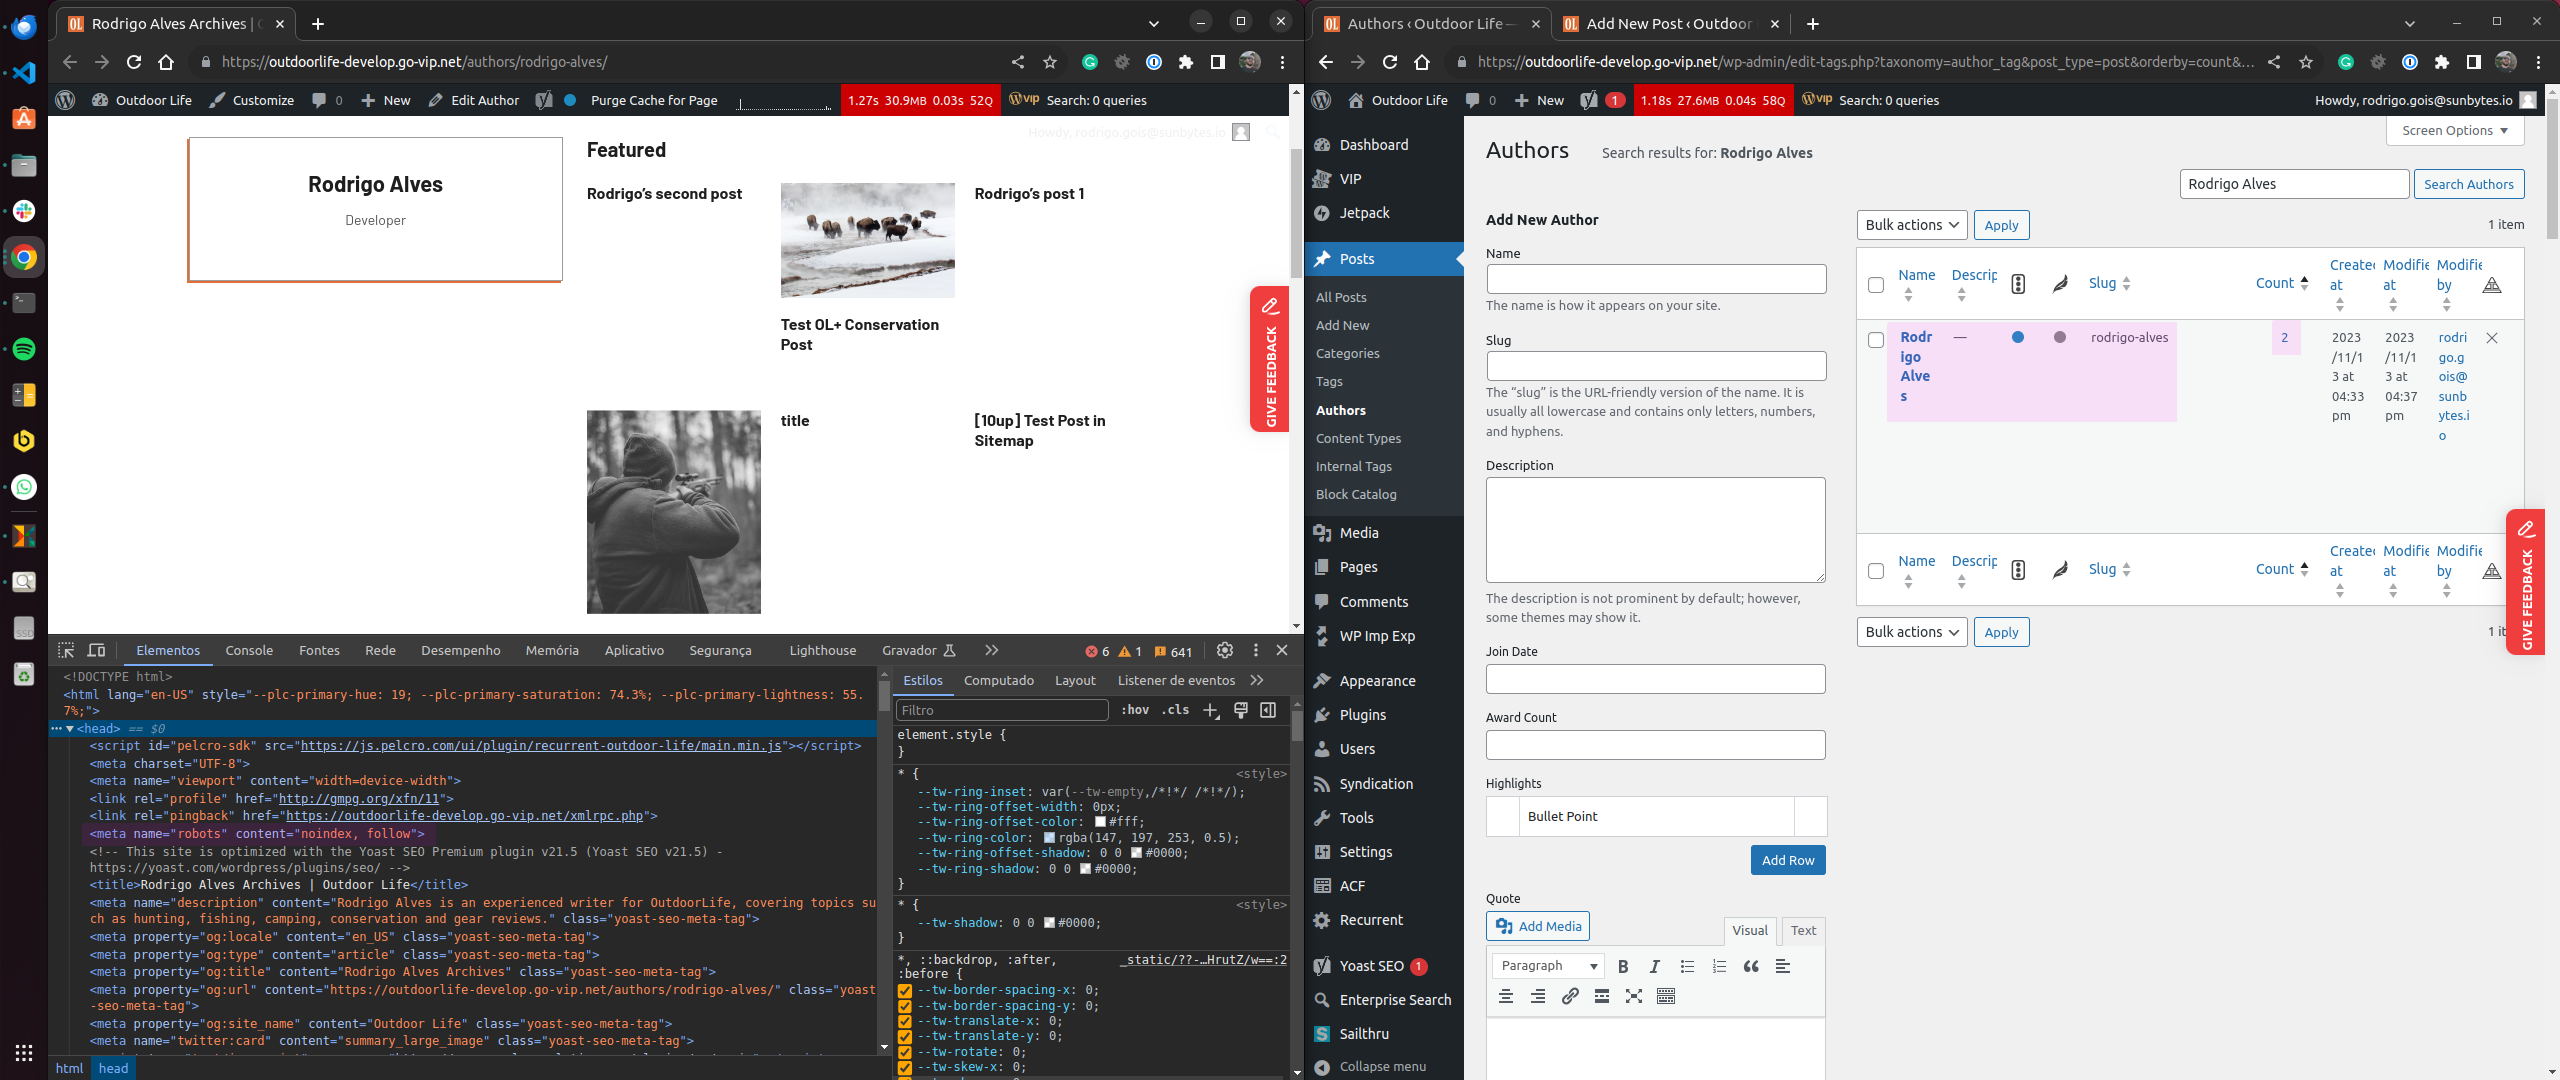 Rodrigo Alves Archives |
Authors ‹ Outdoor Life —
Add New Post ‹ Outdoor
https://outdoorlife-develop.go-vip.net/authors/rodrigo-alves/
https://outdoorlife-develop.go-vip.net/wp-admin/edit-tags.php?taxonomy=author_tag&post_type=post&orderby=count&...
Outdoor Life Customize 0 New Edit Author Purge Cache for Page 1.27s 30.9MB 0.03s 52Q VIP Search: 0 queries
Howdy, rodrigo.gois@sunbytes.io
Rodrigo Alves
Developer
Featured
Rodrigo’s second post
Rodrigo’s post 1
Test OL+ Conservation
Post
title
[10up] Test Post in
Sitemap
GIVE FEEDBACK
Elementos Console Fontes Rede Desempenho Memória Aplicativo Segurança Lighthouse Gravador 6 1 641
<!DOCTYPE html>
<html lang="en-US" style="--plc-primary-hue: 19; --plc-primary-saturation: 74.3%; --plc-primary-lightness: 55.
7%;">
<head> == $0
<script id="pelcro-sdk" src="https://js.pelcro.com/ui/plugin/recurrent-outdoor-life/main.min.js"></script>
<meta charset="UTF-8">
<meta name="viewport" content="width=device-width">
<link rel="profile" href="http://gmpg.org/xfn/11">
<link rel="pingback" href="https://outdoorlife-develop.go-vip.net/xmlrpc.php">
<meta name="robots" content="noindex, follow">
<!-- This site is optimized with the Yoast SEO Premium plugin v21.5 (Yoast SEO v21.5) -
https://yoast.com/wordpress/plugins/seo/ -->
<title>Rodrigo Alves Archives | Outdoor Life</title>
<meta name="description" content="Rodrigo Alves is an experienced writer for OutdoorLife, covering topics su
ch as hunting, fishing, camping, conservation and gear reviews." class="yoast-seo-meta-tag">
<meta property="og:locale" content="en_US" class="yoast-seo-meta-tag">
<meta property="og:type" content="article" class="yoast-seo-meta-tag">
<meta property="og:title" content="Rodrigo Alves Archives" class="yoast-seo-meta-tag">
<meta property="og:url" content="https://outdoorlife-develop.go-vip.net/authors/rodrigo-alves/" class="yoast
-seo-meta-tag">
<meta property="og:site_name" content="Outdoor Life" class="yoast-seo-meta-tag">
<meta name="twitter:card" content="summary_large_image" class="yoast-seo-meta-tag">
html head
Estilos Computado Layout Listener de eventos
Filtro :hov .cls
element.style {
}
* { <style>
--tw-ring-inset: var(--tw-empty,/*!*/ /*!*/);
--tw-ring-offset-width: 0px;
--tw-ring-offset-color: #fff;
--tw-ring-color: rgba(147, 197, 253, 0.5);
--tw-ring-offset-shadow: 0 0 #0000;
--tw-ring-shadow: 0 0 #0000;
}
* { <style>
--tw-shadow: 0 0 #0000;
}
*, ::backdrop, :after, _static/??-…HrutZ/w==:2
:before {
--tw-border-spacing-x: 0;
--tw-border-spacing-y: 0;
--tw-translate-x: 0;
--tw-translate-y: 0;
--tw-rotate: 0;
--tw-skew-x: 0;
Outdoor Life 0 New 1 1.18s 27.6MB 0.04s 58Q VIP Search: 0 queries Howdy, rodrigo.gois@sunbytes.io
Dashboard
VIP
Jetpack
Posts
All Posts
Add New
Categories
Tags
Authors
Content Types
Internal Tags
Block Catalog
Media
Pages
Comments
WP Imp Exp
Appearance
Plugins
Users
Syndication
Tools
Settings
ACF
Recurrent
Yoast SEO 1
Enterprise Search
Sailthru
Collapse menu
Screen Options
Authors Search results for: Rodrigo Alves
Rodrigo Alves Search Authors
Add New Author
Name
The name is how it appears on your site.
Slug
The “slug” is the URL-friendly version of the name. It is
usually all lowercase and contains only letters, numbers,
and hyphens.
Description
The description is not prominent by default; however,
some themes may show it.
Join Date
Award Count
Highlights
Bullet Point
Add Row
Quote
Add Media Visual Text
Paragraph
Bulk actions Apply 1 item
Name Descrip Slug Count Created at Modified at Modified by
Rodr
igo
Alve
s
—
rodrigo-alves
2
2023
/11/1
3 at
04:33
pm
2023
/11/1
3 at
04:37
pm
rodri
go.g
ois@
sunb
ytes.i
o
Name Descrip Slug Count Created at Modified at Modified by
Bulk actions Apply 1 it
GIVE FEEDBACK